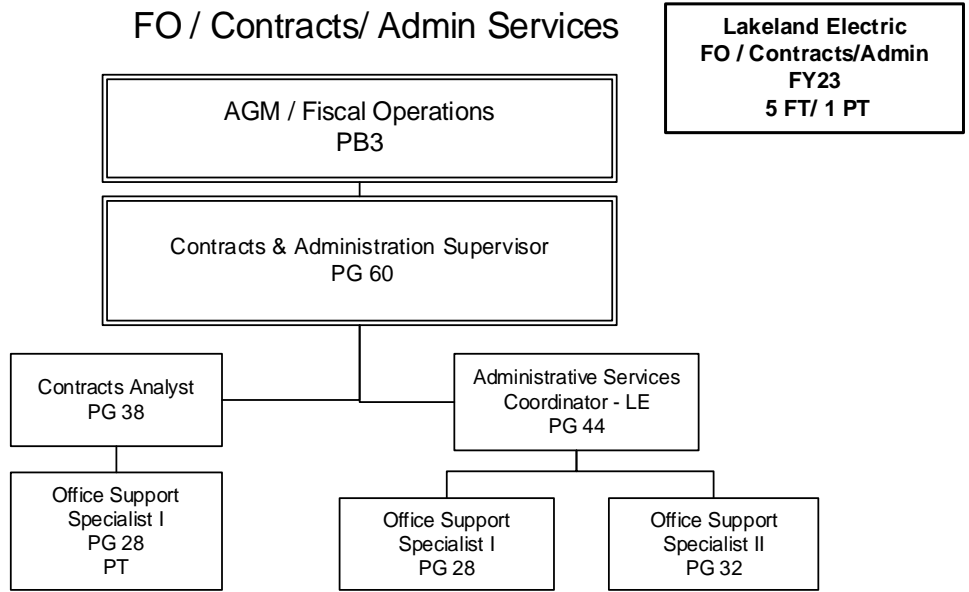 FO / Contracts/ Admin Services
Lakeland Electric
FO / Contracts/Admin
FY23
5 FT/ 1 PT
AGM / Fiscal Operations
PB3
Contracts & Administration Supervisor
PG 60
Contracts Analyst
PG 38
Administrative Services
Coordinator - LE
PG 44
Office Support
Specialist I
PG 28
PT
Office Support
Specialist I
PG 28
Office Support
Specialist II
PG 32